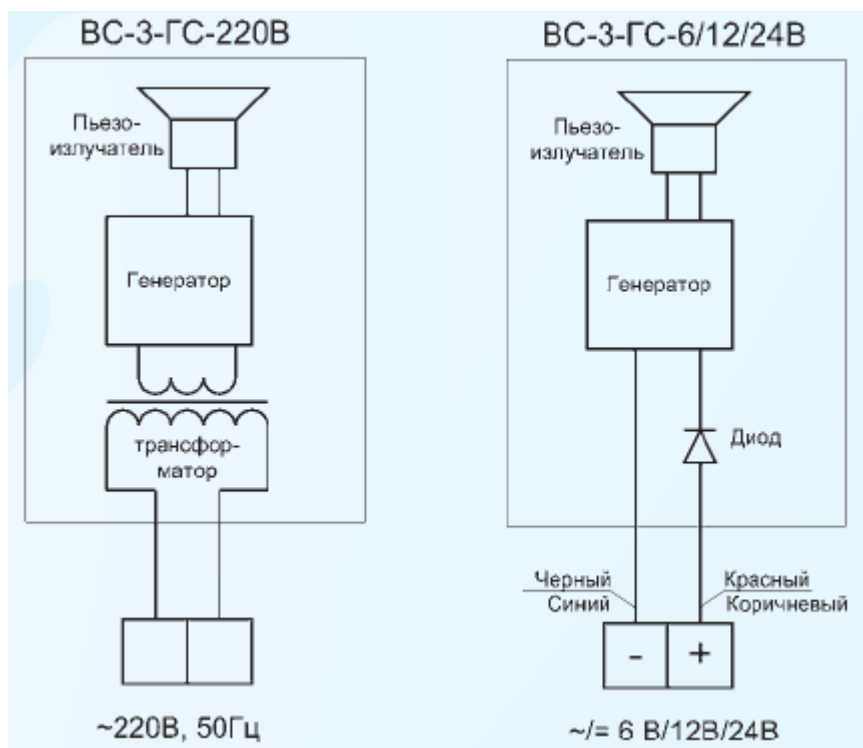 ВС-3-ГС-220В
Пьезо-
излучатель
Генератор
трансфор-
матор
~220В, 50Гц
ВС-3-ГС-6/12/24В
Пьезо-
излучатель
Генератор
Диод
Черный
Синий
Красный
Коричневый
- +
~/= 6 В/12В/24В